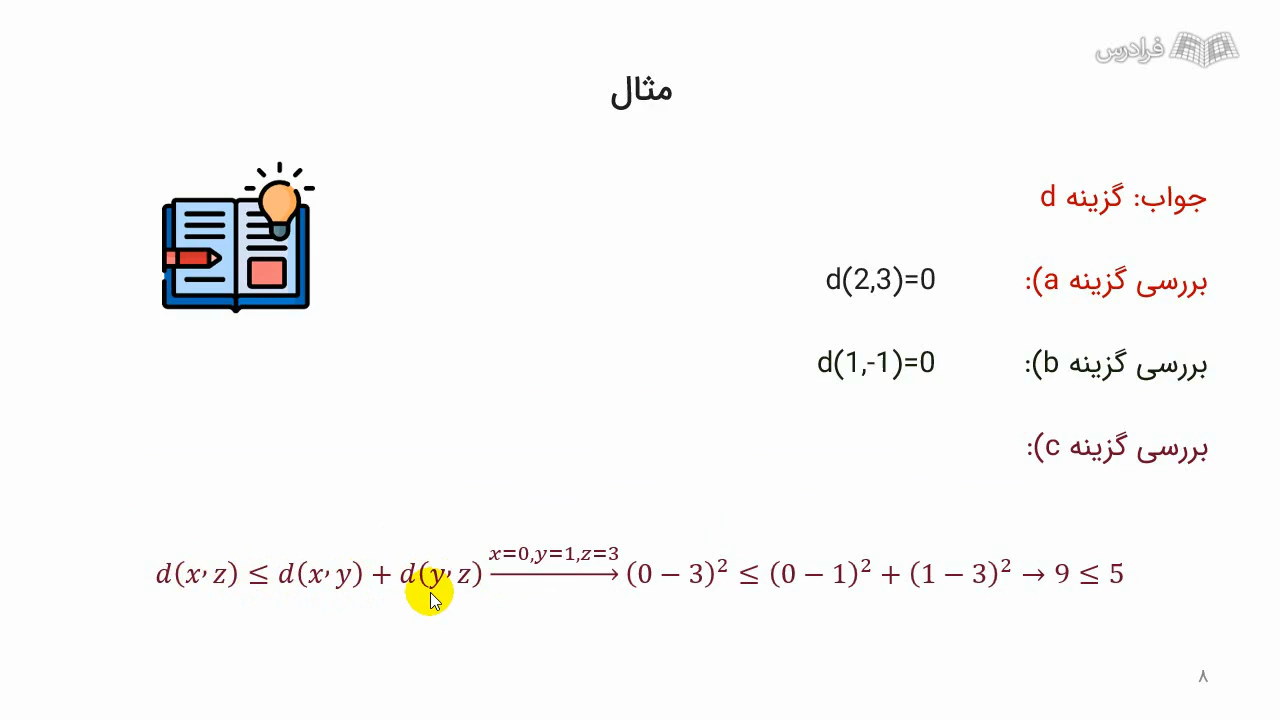 فرادرس
مثال
جواب: گزینه d
بررسی گزینه a): d(2,3)=0
بررسی گزینه b): d(1,-1)=0
بررسی گزینه c):
d(x،z) ≤ d(x،y) + d(y،z) x=0,y=1,z=3 → (0 − 3)² ≤ (0 − 1)² + (1 − 3)² → 9 ≤ 5
۸